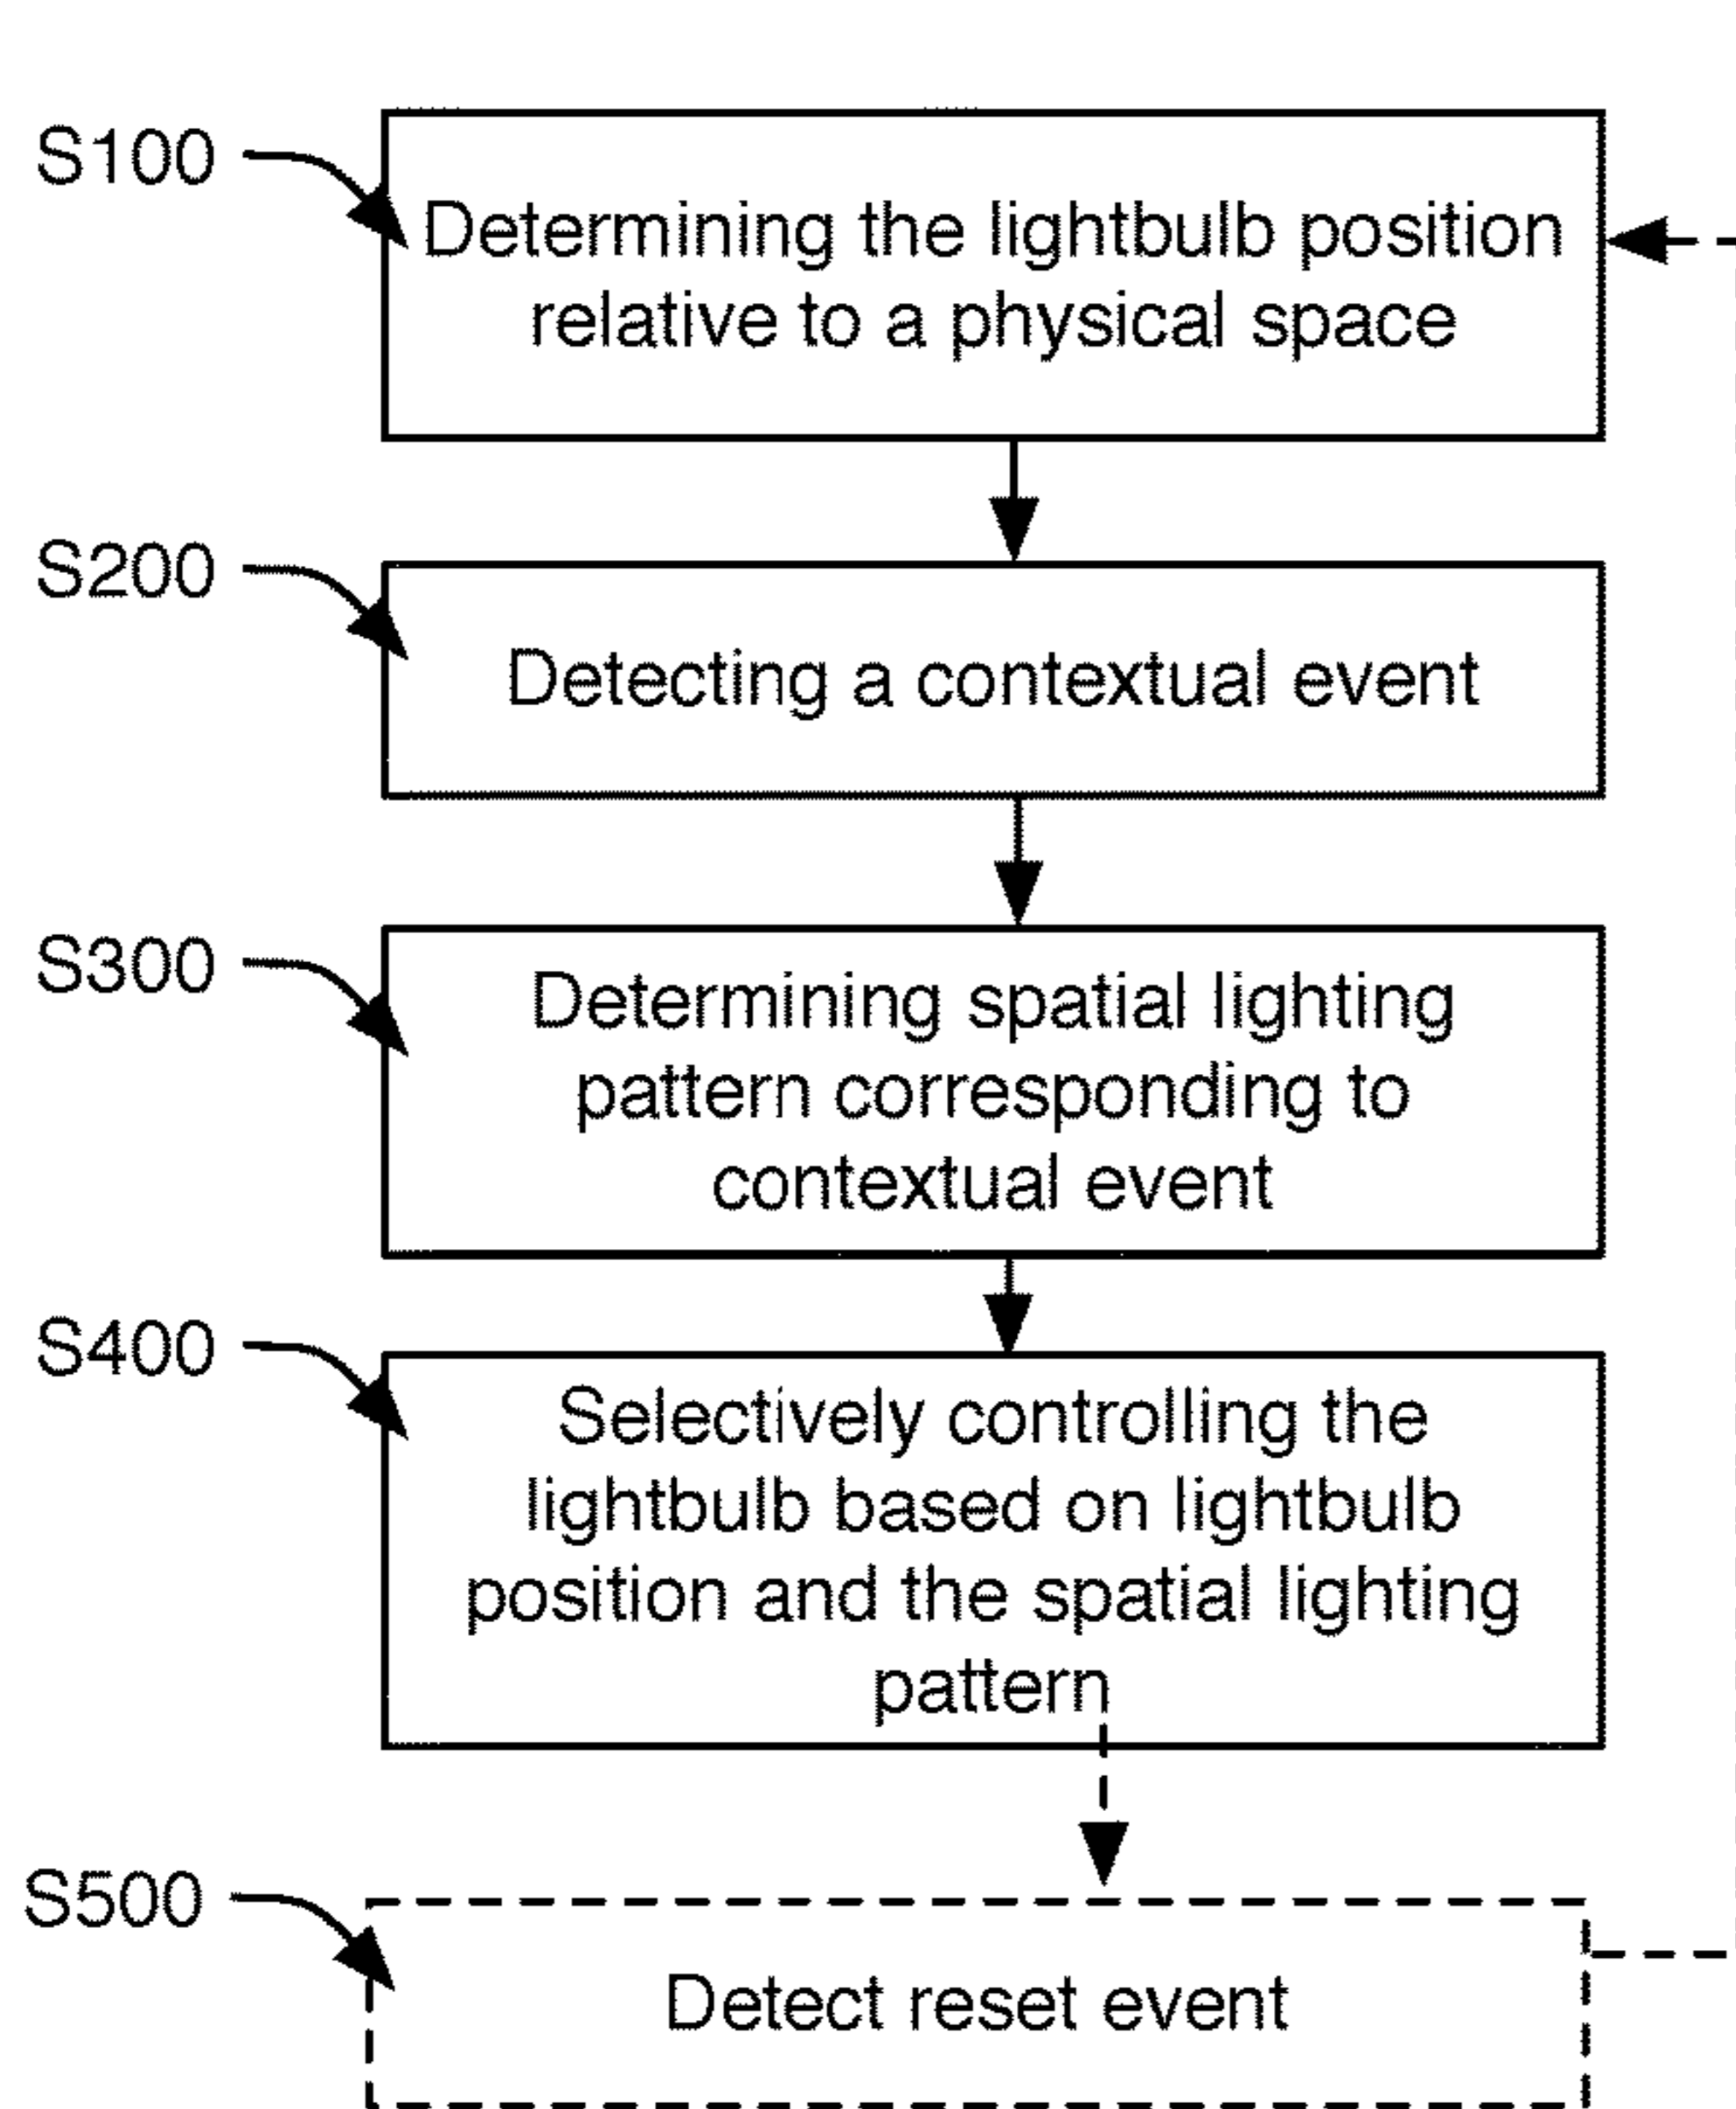 S100
Determining the lightbulb position
relative to a physical space
S200
Detecting a contextual event
S300
Determining spatial lighting
pattern corresponding to
contextual event
S400
Selectively controlling the
lightbulb based on lightbulb
position and the spatial lighting
pattern
S500
Detect reset event